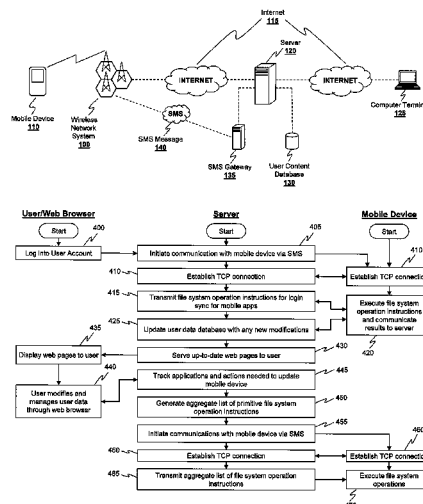 Internet
115
Server
120
INTERNET
INTERNET
Mobile Device
110
Wireless
Network
System
100
SMS
SMS Message
140
SMS Gateway
135
User Content
Database
130
Computer Termin
125
User/Web Browser
Server
Mobile Device
Start
400
Start
405
Start
Log Into User Account
Initiate communication with mobile device via SMS
410
410
Establish TCP connection
Establish TCP connection
415
Transmit file system operation instructions for login
sync for mobile apps
Execute file system
operation instructions
and communicate
results to server
420
425
Update user data database with any new modifications
435
430
Display web pages to user
Serve up-to-date web pages to user
440
445
User modifies and
manages user data
through web browser
Track applications and actions needed to update
mobile device
450
Generate aggregate list of primitive file system
operation instructions
455
Initiate communications with mobile device via SMS
460
460
Establish TCP connection
Establish TCP connection
465
Transmit aggregate list of file system operation
instructions
Execute file system
operations